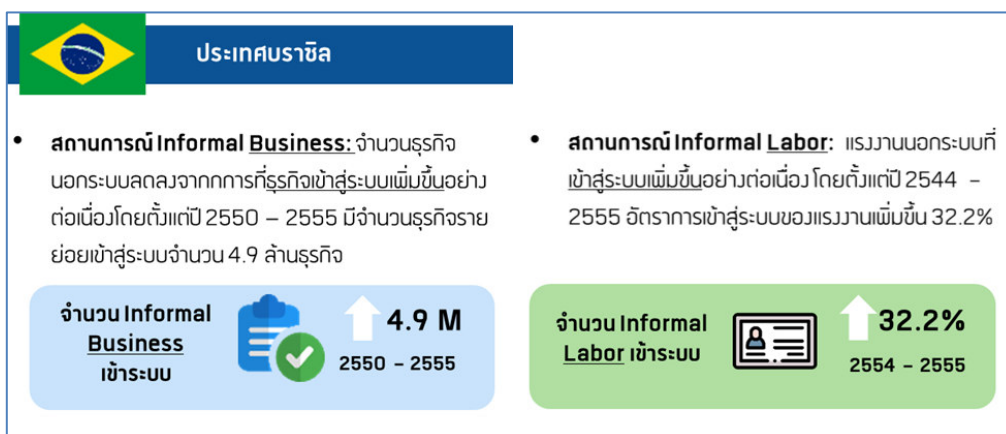 ประเทศบราซิล
• สถานการณ์ Informal Business: จำนวนธุรกิจ
นอกระบบลดลงจากกการที่ธุรกิจเข้าสู่ระบบเพิ่มขึ้นอย่าง
ต่อเนื่องโดยตั้งแต่ปี 2550 – 2555 มีจำนวนธุรกิจราย
ย่อยเข้าสู่ระบบจำนวน 4.9 ล้านธุรกิจ
จำนวน Informal
Business
เข้าระบบ
4.9 M
2550 – 2555
• สถานการณ์ Informal Labor: แรงงานนอกระบบที่
เข้าสู่ระบบเพิ่มขึ้นอย่างต่อเนื่อง โดยตั้งแต่ปี 2544 –
2555 อัตราการเข้าสู่ระบบของแรงงานเพิ่มขึ้น 32.2%
จำนวน Informal
Labor เข้าระบบ
32.2%
2554 – 2555